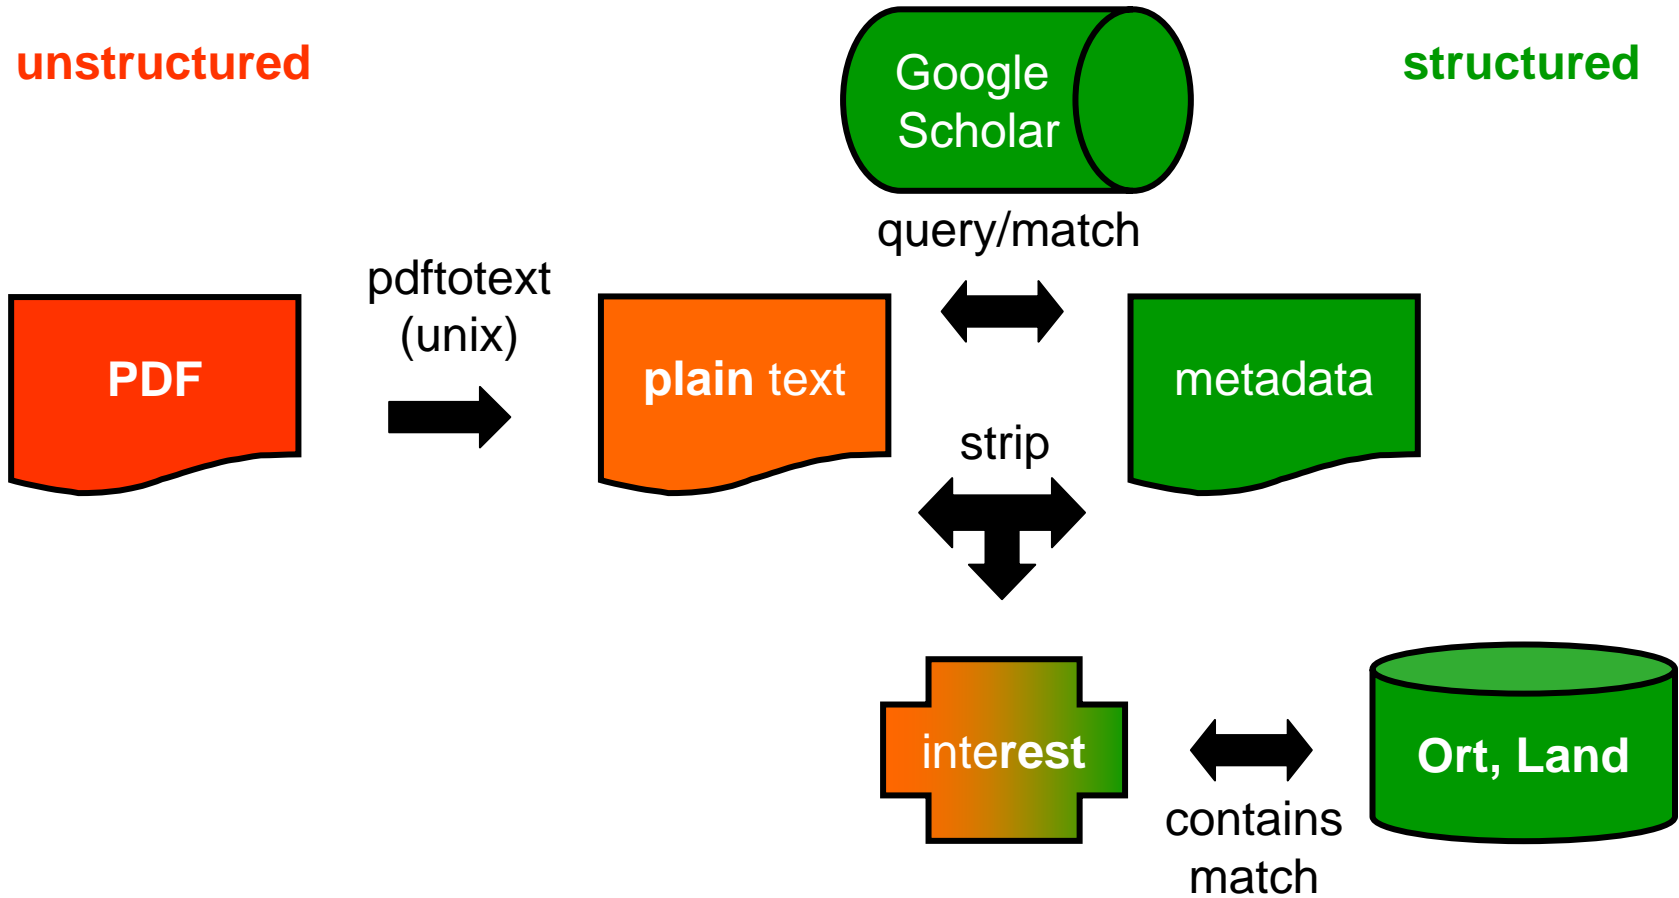 unstructured
Google
Scholar
structured
query/match
pdftotext
(unix)
PDF
plain text
metadata
strip
interest
Ort, Land
contains
match